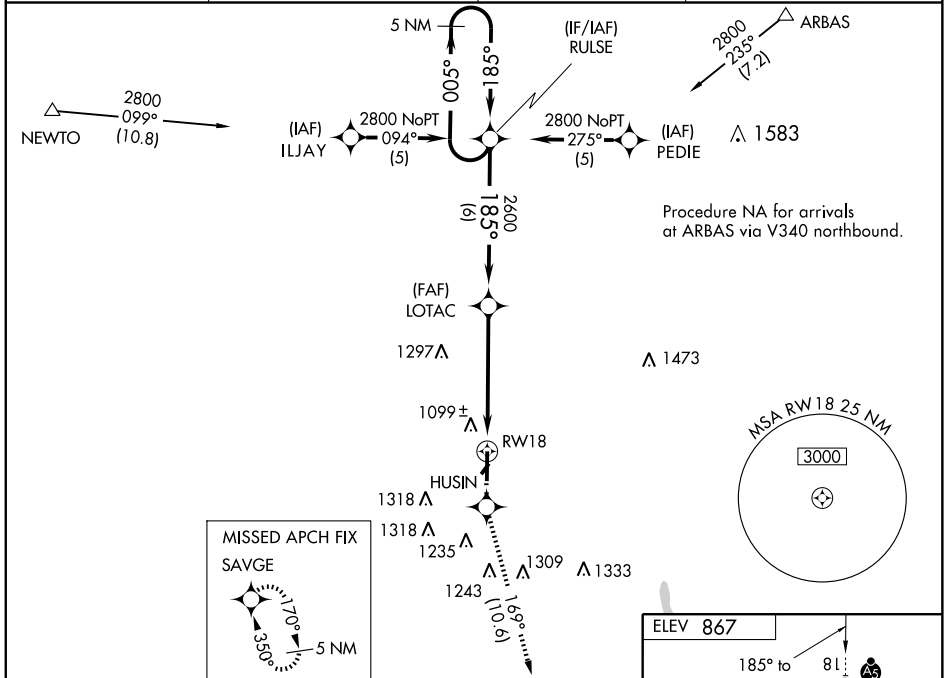 5 NM
(IF/IAF)
RULSE
ARBAS
2800
235°
(7.2)
005°
185°
2800
099°
(10.8)
NEWTO
(IAF)
ILJAY
2800 NoPT
094°
(5)
2800 NoPT
275°
(5)
(IAF)
PEDIE
1583
2600
185°
(6)
Procedure NA for arrivals
at ARBAS via V340 northbound.
(FAF)
LOTAC
1297
1473
1099±
RW18
MSA RW18 25 NM
3000
HUSIN
1318
1318
1235
1243
1309
1333
169°
(10.6)
MISSED APCH FIX
SAVGE
170°
350°
5 NM
ELEV 867
185° to
18
A5